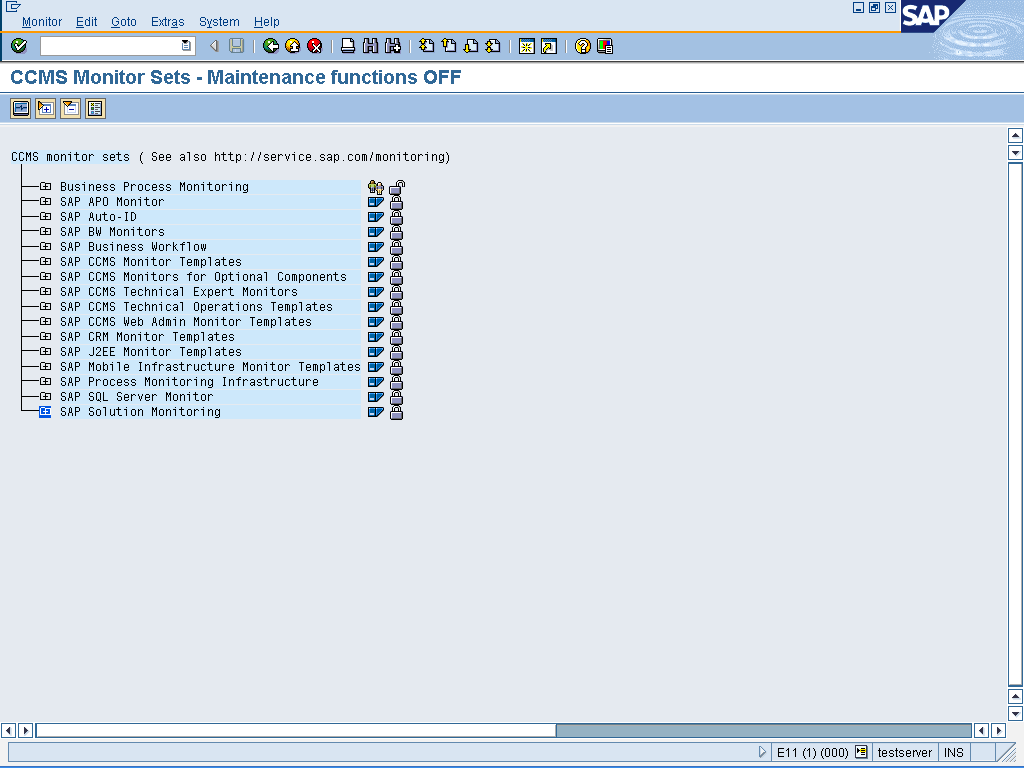 Monitor Edit Goto Extras System Help
SAP
CCMS Monitor Sets - Maintenance functions OFF
CCMS monitor sets ( See also http://service.sap.com/monitoring)
Business Process Monitoring
SAP APO Monitor
SAP Auto-ID
SAP BW Monitors
SAP Business Workflow
SAP CCMS Monitor Templates
SAP CCMS Monitors for Optional Components
SAP CCMS Technical Expert Monitors
SAP CCMS Technical Operations Templates
SAP CCMS Web Admin Monitor Templates
SAP CRM Monitor Templates
SAP J2EE Monitor Templates
SAP Mobile Infrastructure Monitor Templates
SAP Process Monitoring Infrastructure
SAP SQL Server Monitor
SAP Solution Monitoring
E11 (1) (000) testserver INS